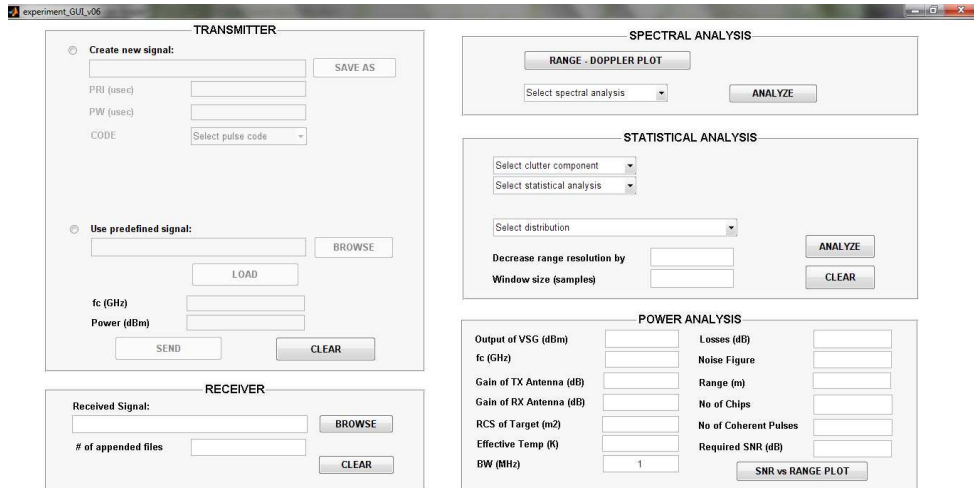 experiment_GUI_v06
TRANSMITTER
Create new signal:
SAVE AS
PRI (usec)
PW (usec)
CODE
Select pulse code
Use predefined signal:
BROWSE
LOAD
fc (GHz)
Power (dBm)
SEND
CLEAR
RECEIVER
Received Signal:
BROWSE
# of appended files
CLEAR
SPECTRAL ANALYSIS
RANGE - DOPPLER PLOT
Select spectral analysis
ANALYZE
STATISTICAL ANALYSIS
Select clutter component
Select statistical analysis
Select distribution
Decrease range resolution by
Window size (samples)
ANALYZE
CLEAR
POWER ANALYSIS
Output of VSG (dBm)
fc (GHz)
Gain of TX Antenna (dB)
Gain of RX Antenna (dB)
RCS of Target (m2)
Effective Temp (K)
BW (MHz)
1
Losses (dB)
Noise Figure
Range (m)
No of Chips
No of Coherent Pulses
Required SNR (dB)
SNR vs RANGE PLOT